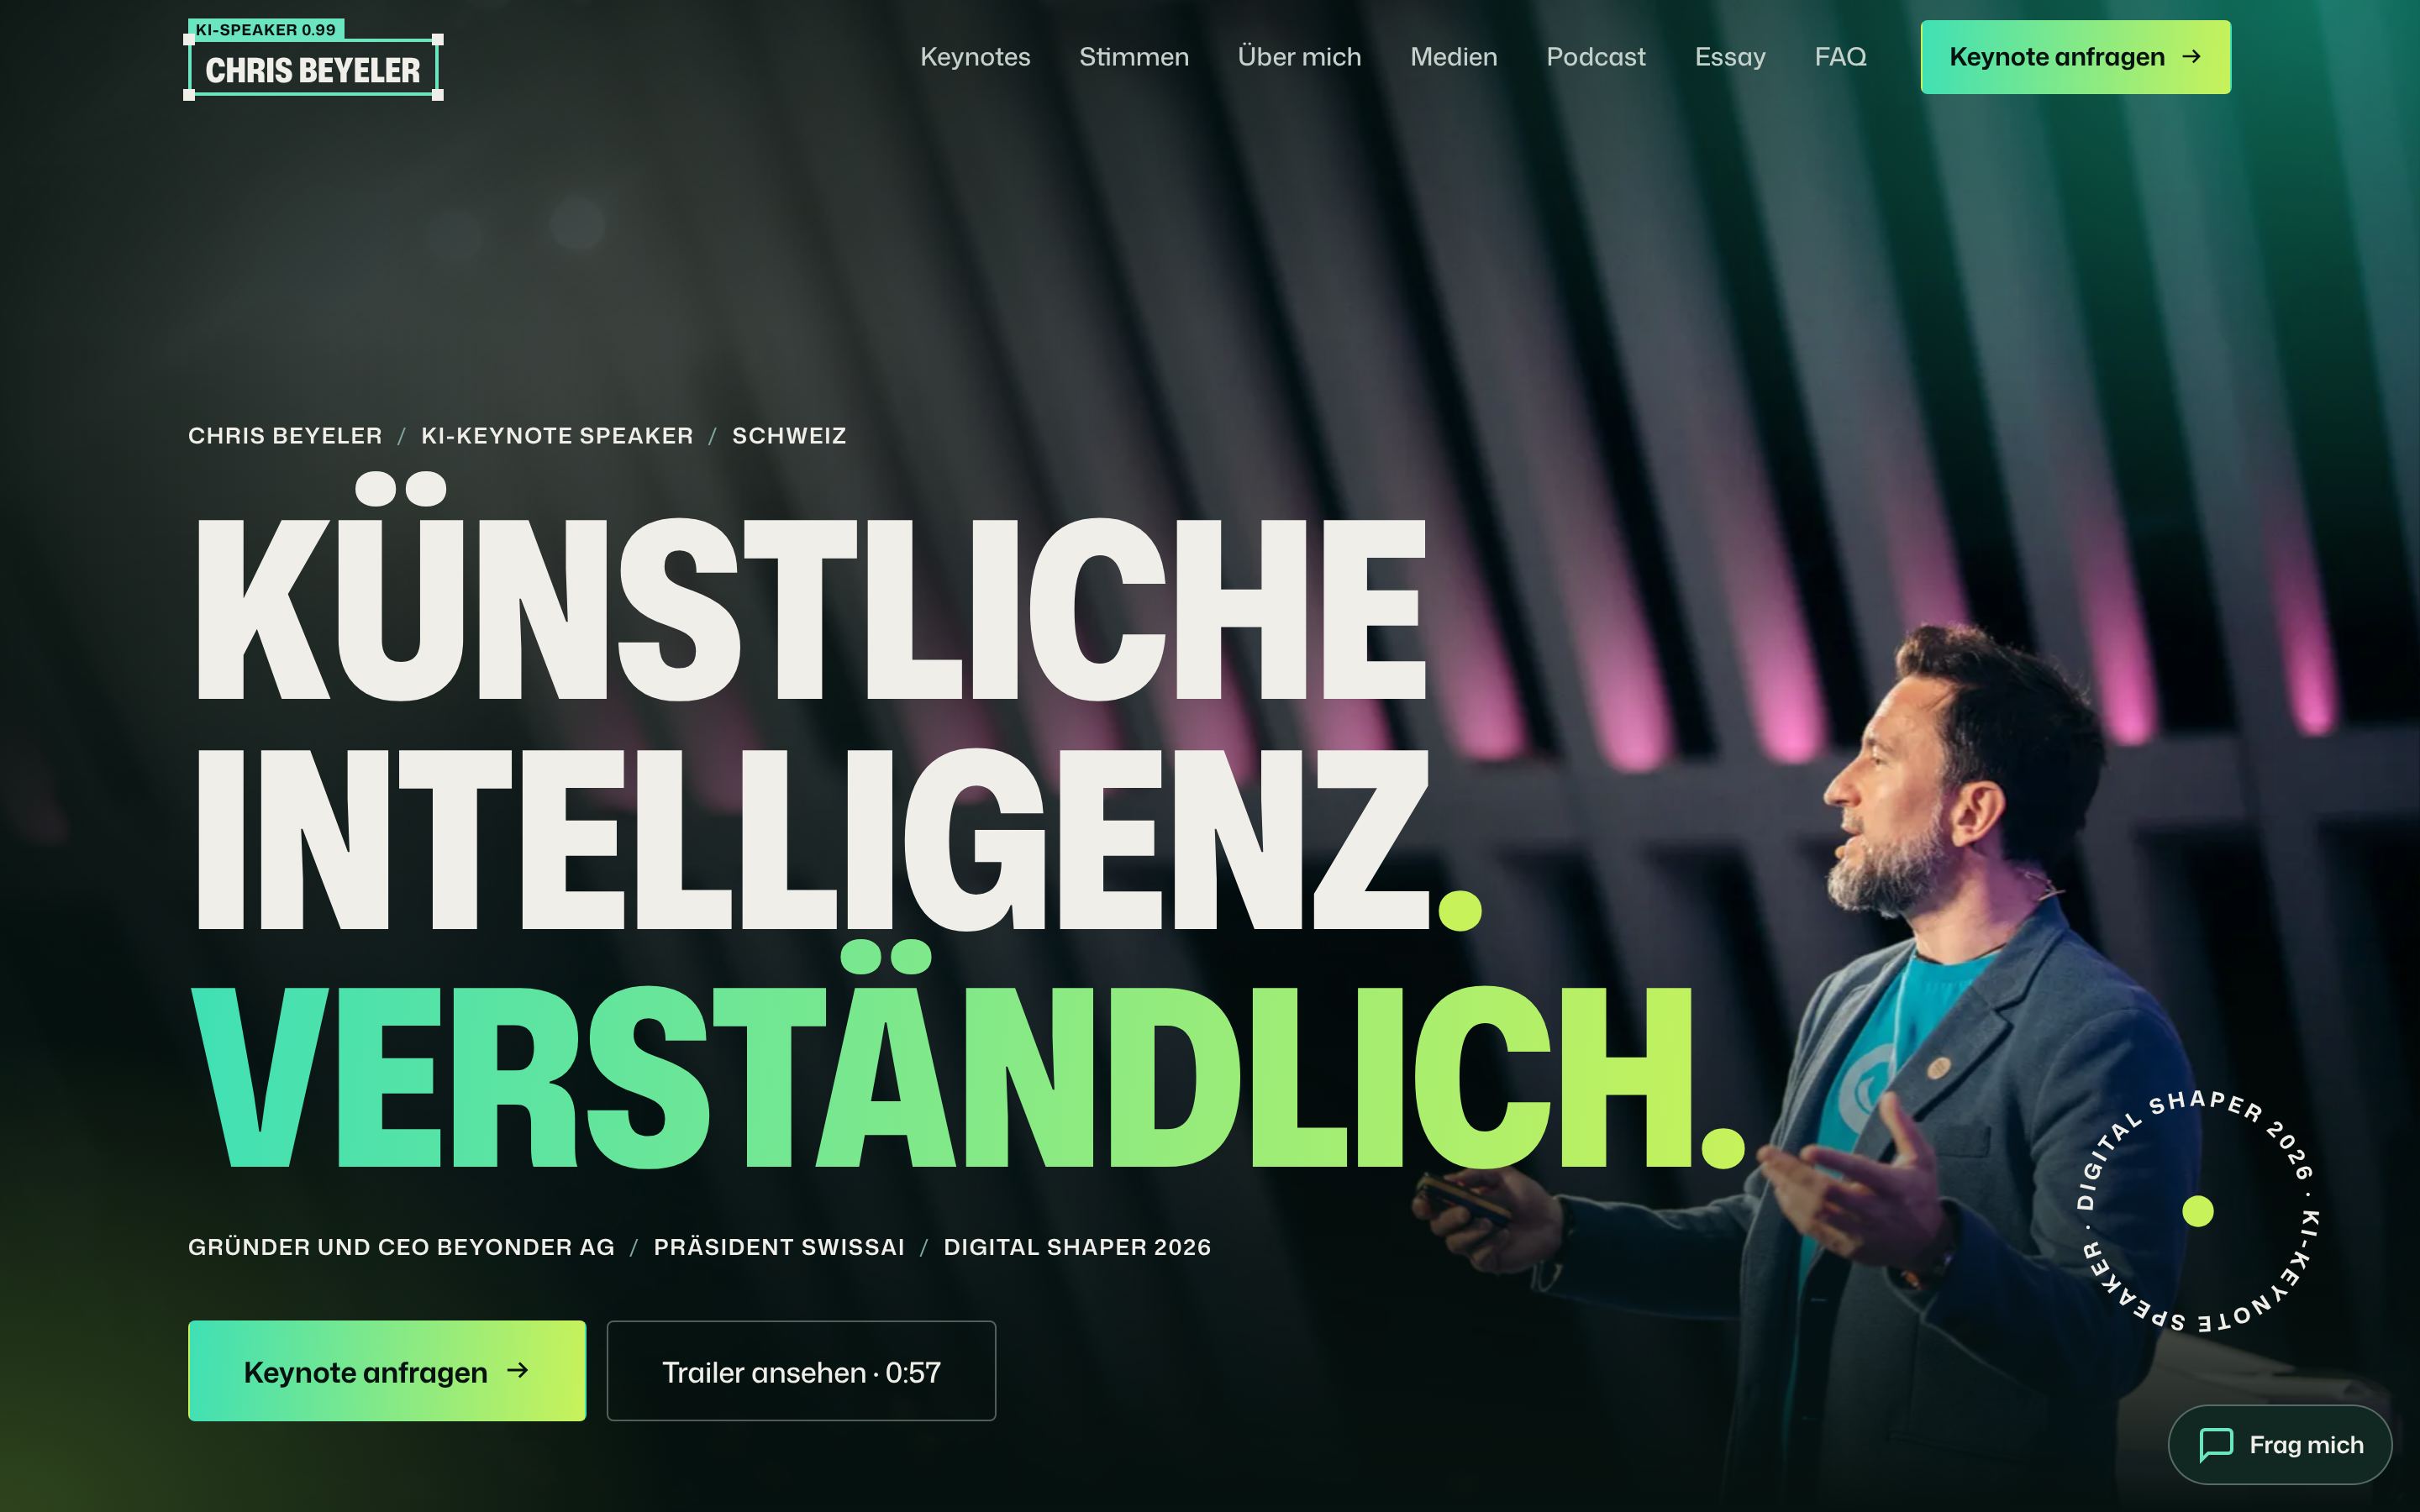 KI-SPEAKER 0.99
CHRIS BEYELER
Keynotes Stimmen Über mich Medien Podcast Essay FAQ Keynote anfragen →
CHRIS BEYELER / KI-KEYNOTE SPEAKER / SCHWEIZ
KÜNSTLICHE
INTELLIGENZ.
VERSTÄNDLICH.
GRÜNDER UND CEO BEYONDER AG / PRÄSIDENT SWISSAI / DIGITAL SHAPER 2026
Keynote anfragen → Trailer ansehen · 0:57
DIGITAL SHAPER 2026 · KI-KEYNOTE SPEAKER ·
Frag mich